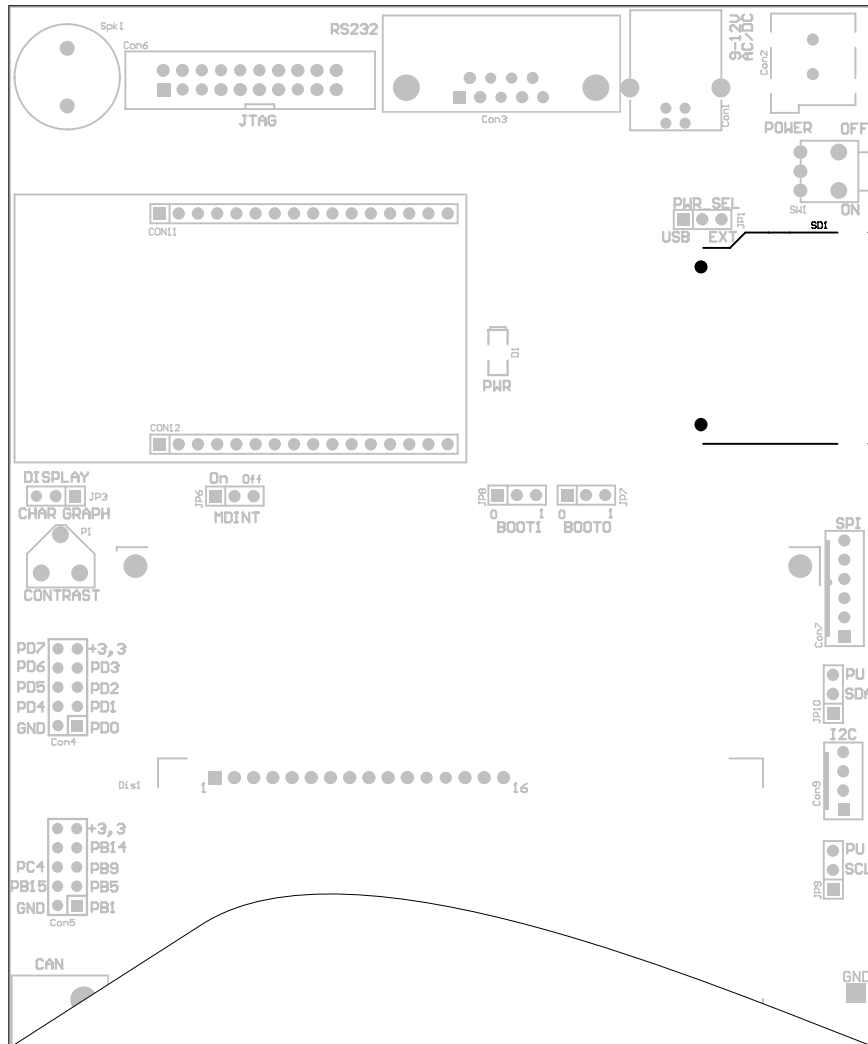 Spk1
Con6
JTAG
RS232
Con3
9-12V
AC/DC
Con1
Con2
POWER
OFF
SW1
ON
PWR_SEL
JP1
USB EXT
SD1
CON11
D1
PWR
CON12
DISPLAY
JP3
CHAR GRAPH
P1
CONTRAST
On Off
JP6
MDINT
JP8
0 1
BOOT1
JP7
0 1
BOOT0
SPI
Con7
PD7 +3,3
PD6 PD3
PD5 PD2
PD4 PD1
GND PD0
Con4
PU
SDA
JP10
I2C
Con9
Dis1
1 16
+3,3
PB14
PC4 PB9
PB15 PB5
GND PB1
Con5
PU
SCL
JP9
CAN
GND